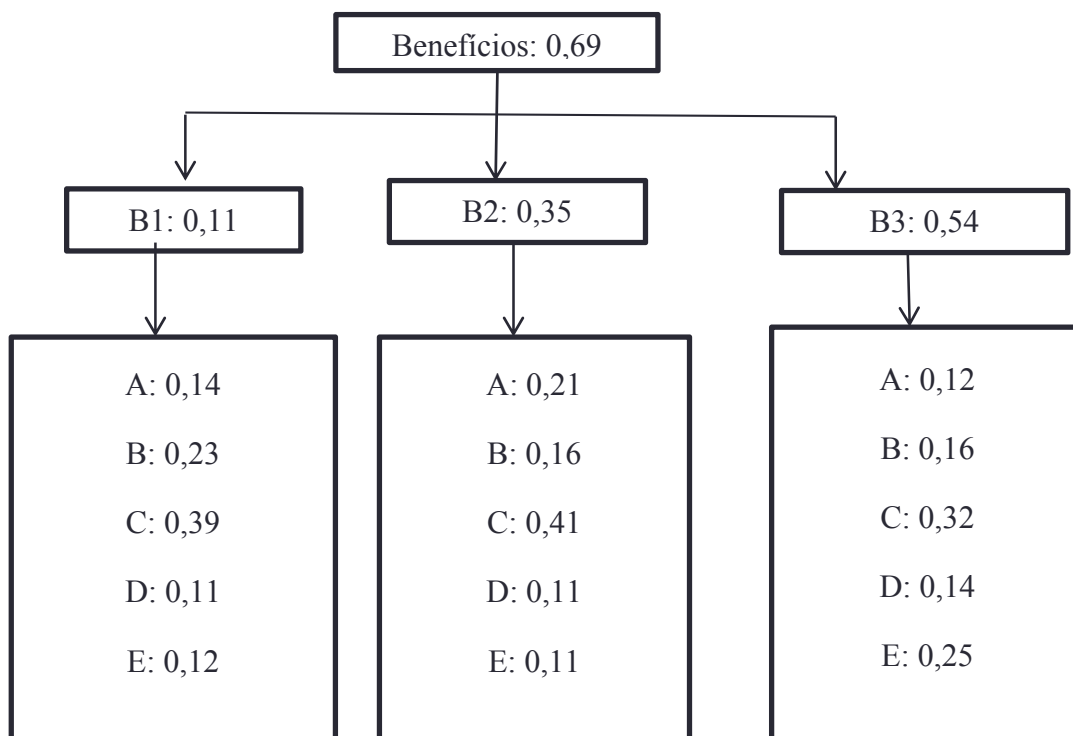 Benefícios: 0,69
B1: 0,11
B2: 0,35
B3: 0,54
A: 0,14
B: 0,23
C: 0,39
D: 0,11
E: 0,12
A: 0,21
B: 0,16
C: 0,41
D: 0,11
E: 0,11
A: 0,12
B: 0,16
C: 0,32
D: 0,14
E: 0,25